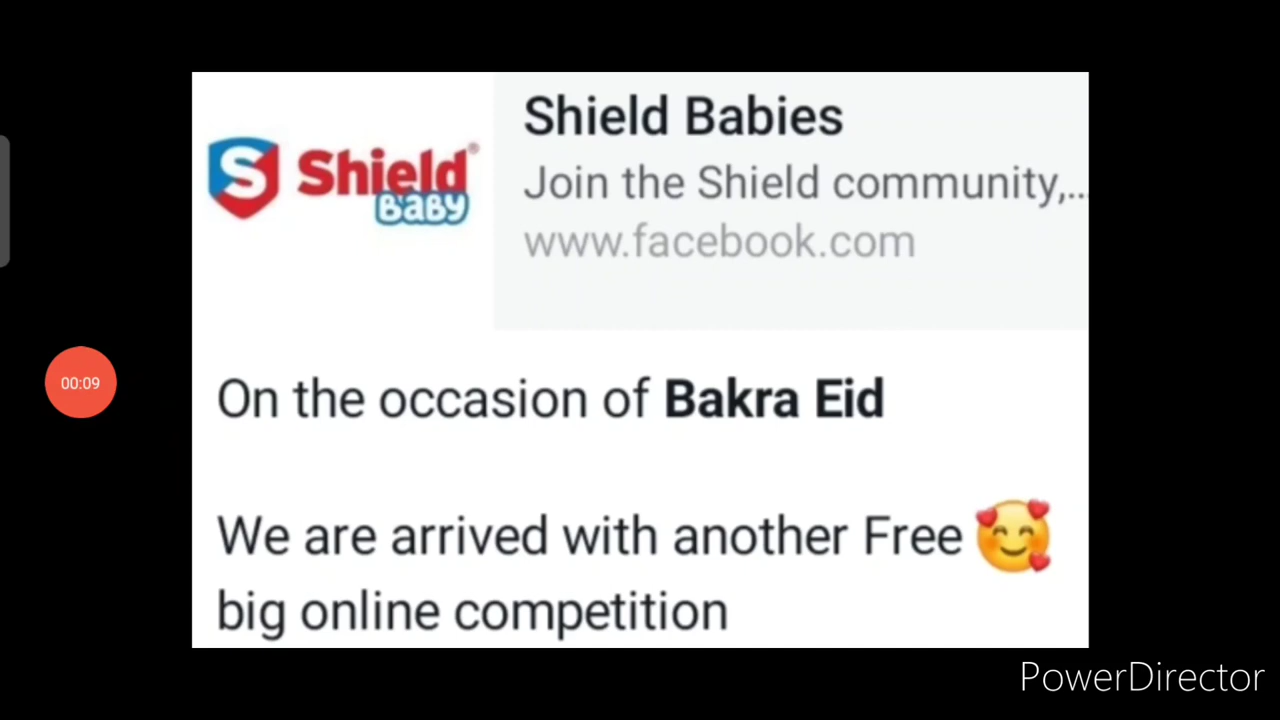 S Shield®
BaBy
Shield Babies
Join the Shield community,...
www.facebook.com
00:09
On the occasion of Bakra Eid
We are arrived with another Free 🥰
big online competition
PowerDirector